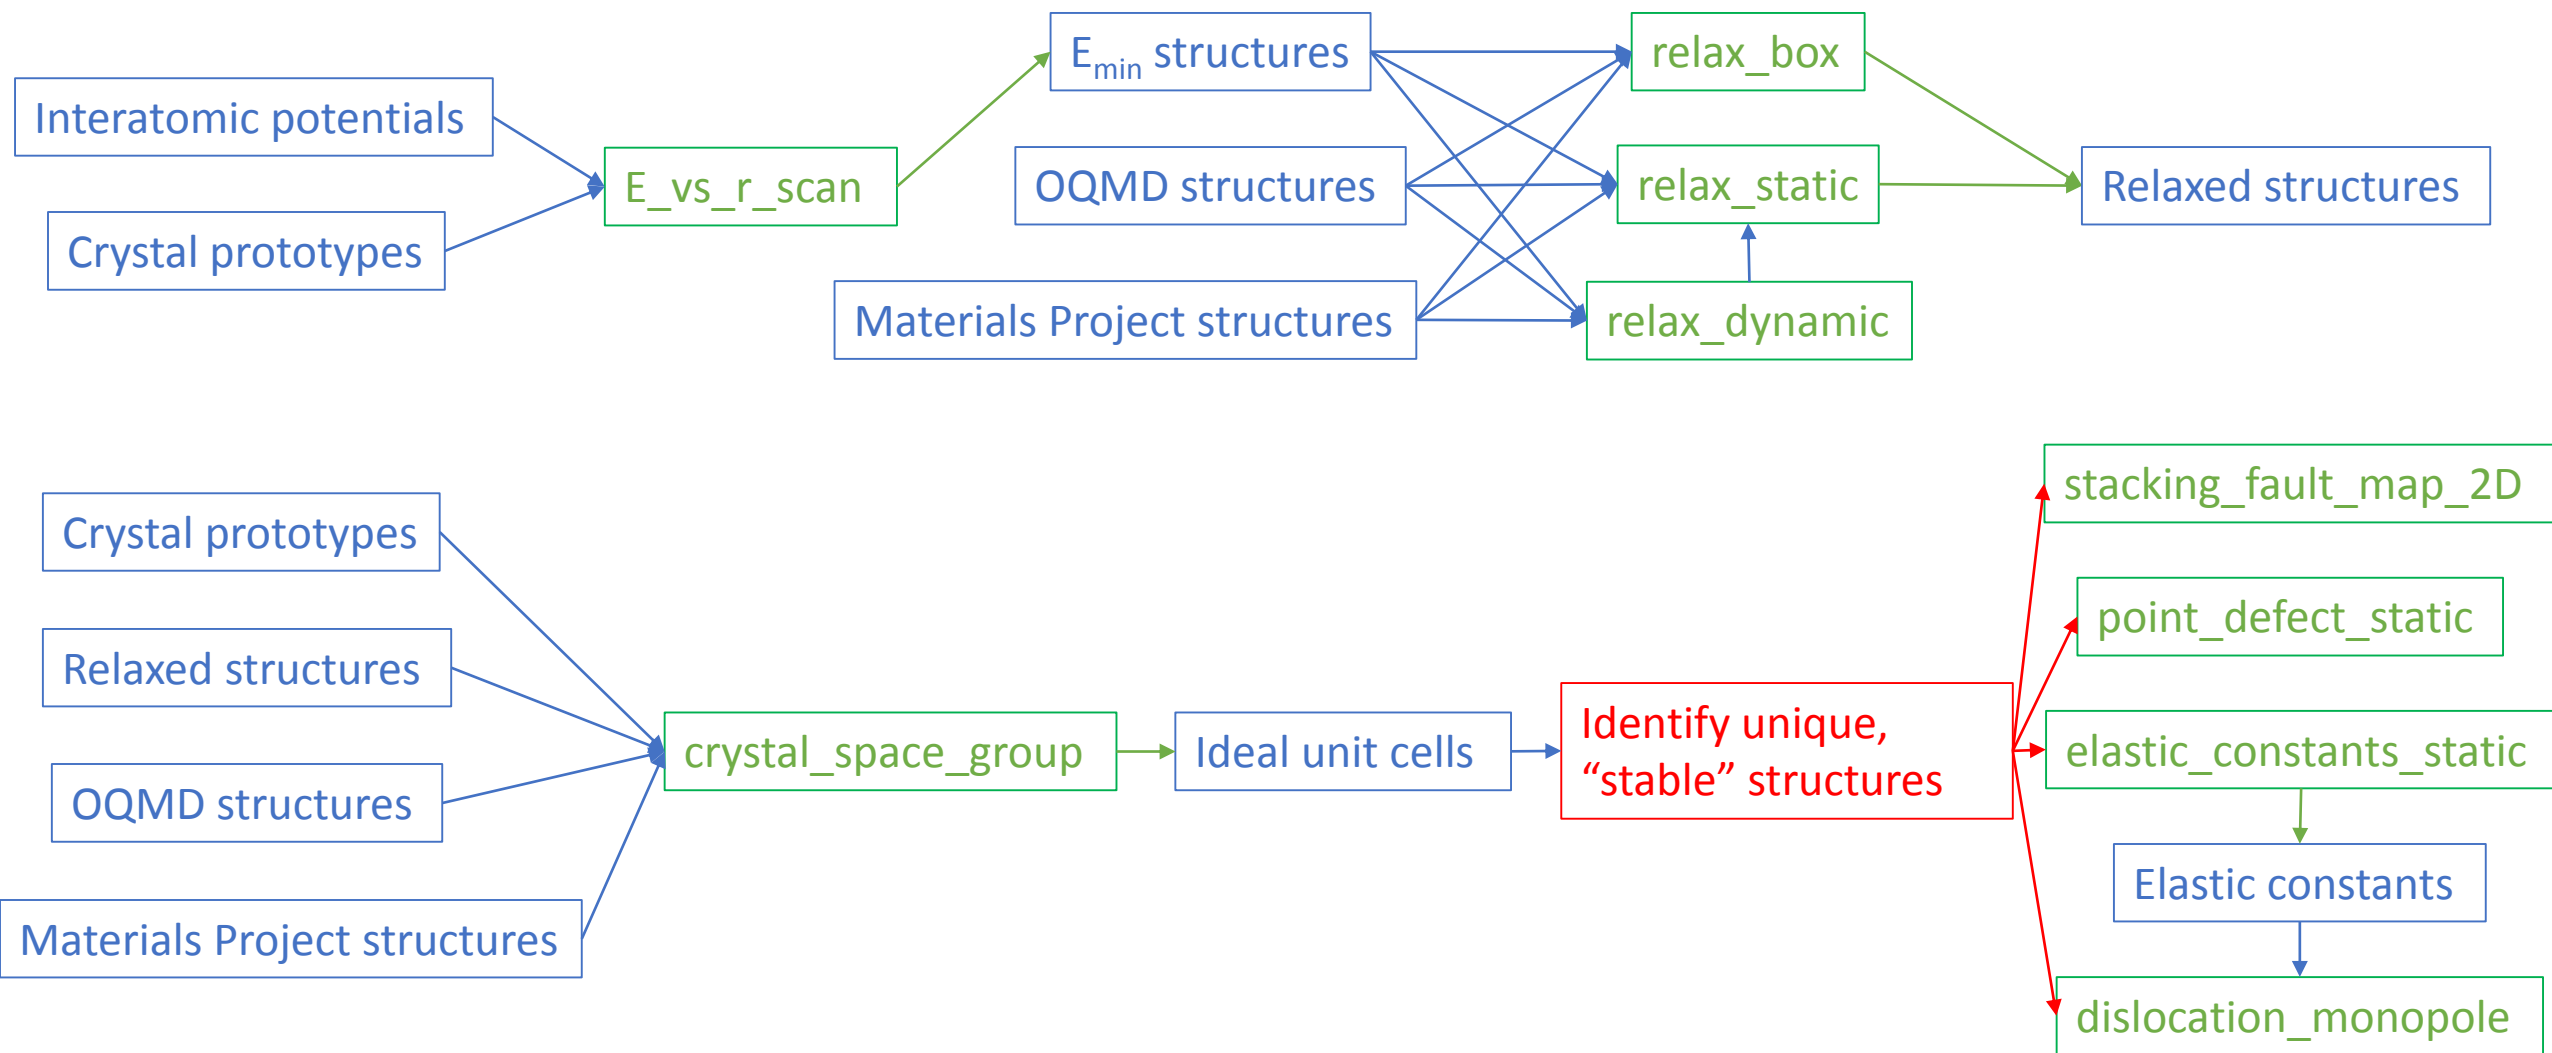 Interatomic potentials
Crystal prototypes
E_vs_r_scan
Emin structures
OQMD structures
Materials Project structures
relax_box
relax_static
relax_dynamic
Relaxed structures
Crystal prototypes
Relaxed structures
OQMD structures
Materials Project structures
crystal_space_group
Ideal unit cells
Identify unique,
“stable” structures
stacking_fault_map_2D
point_defect_static
elastic_constants_static
Elastic constants
dislocation_monopole